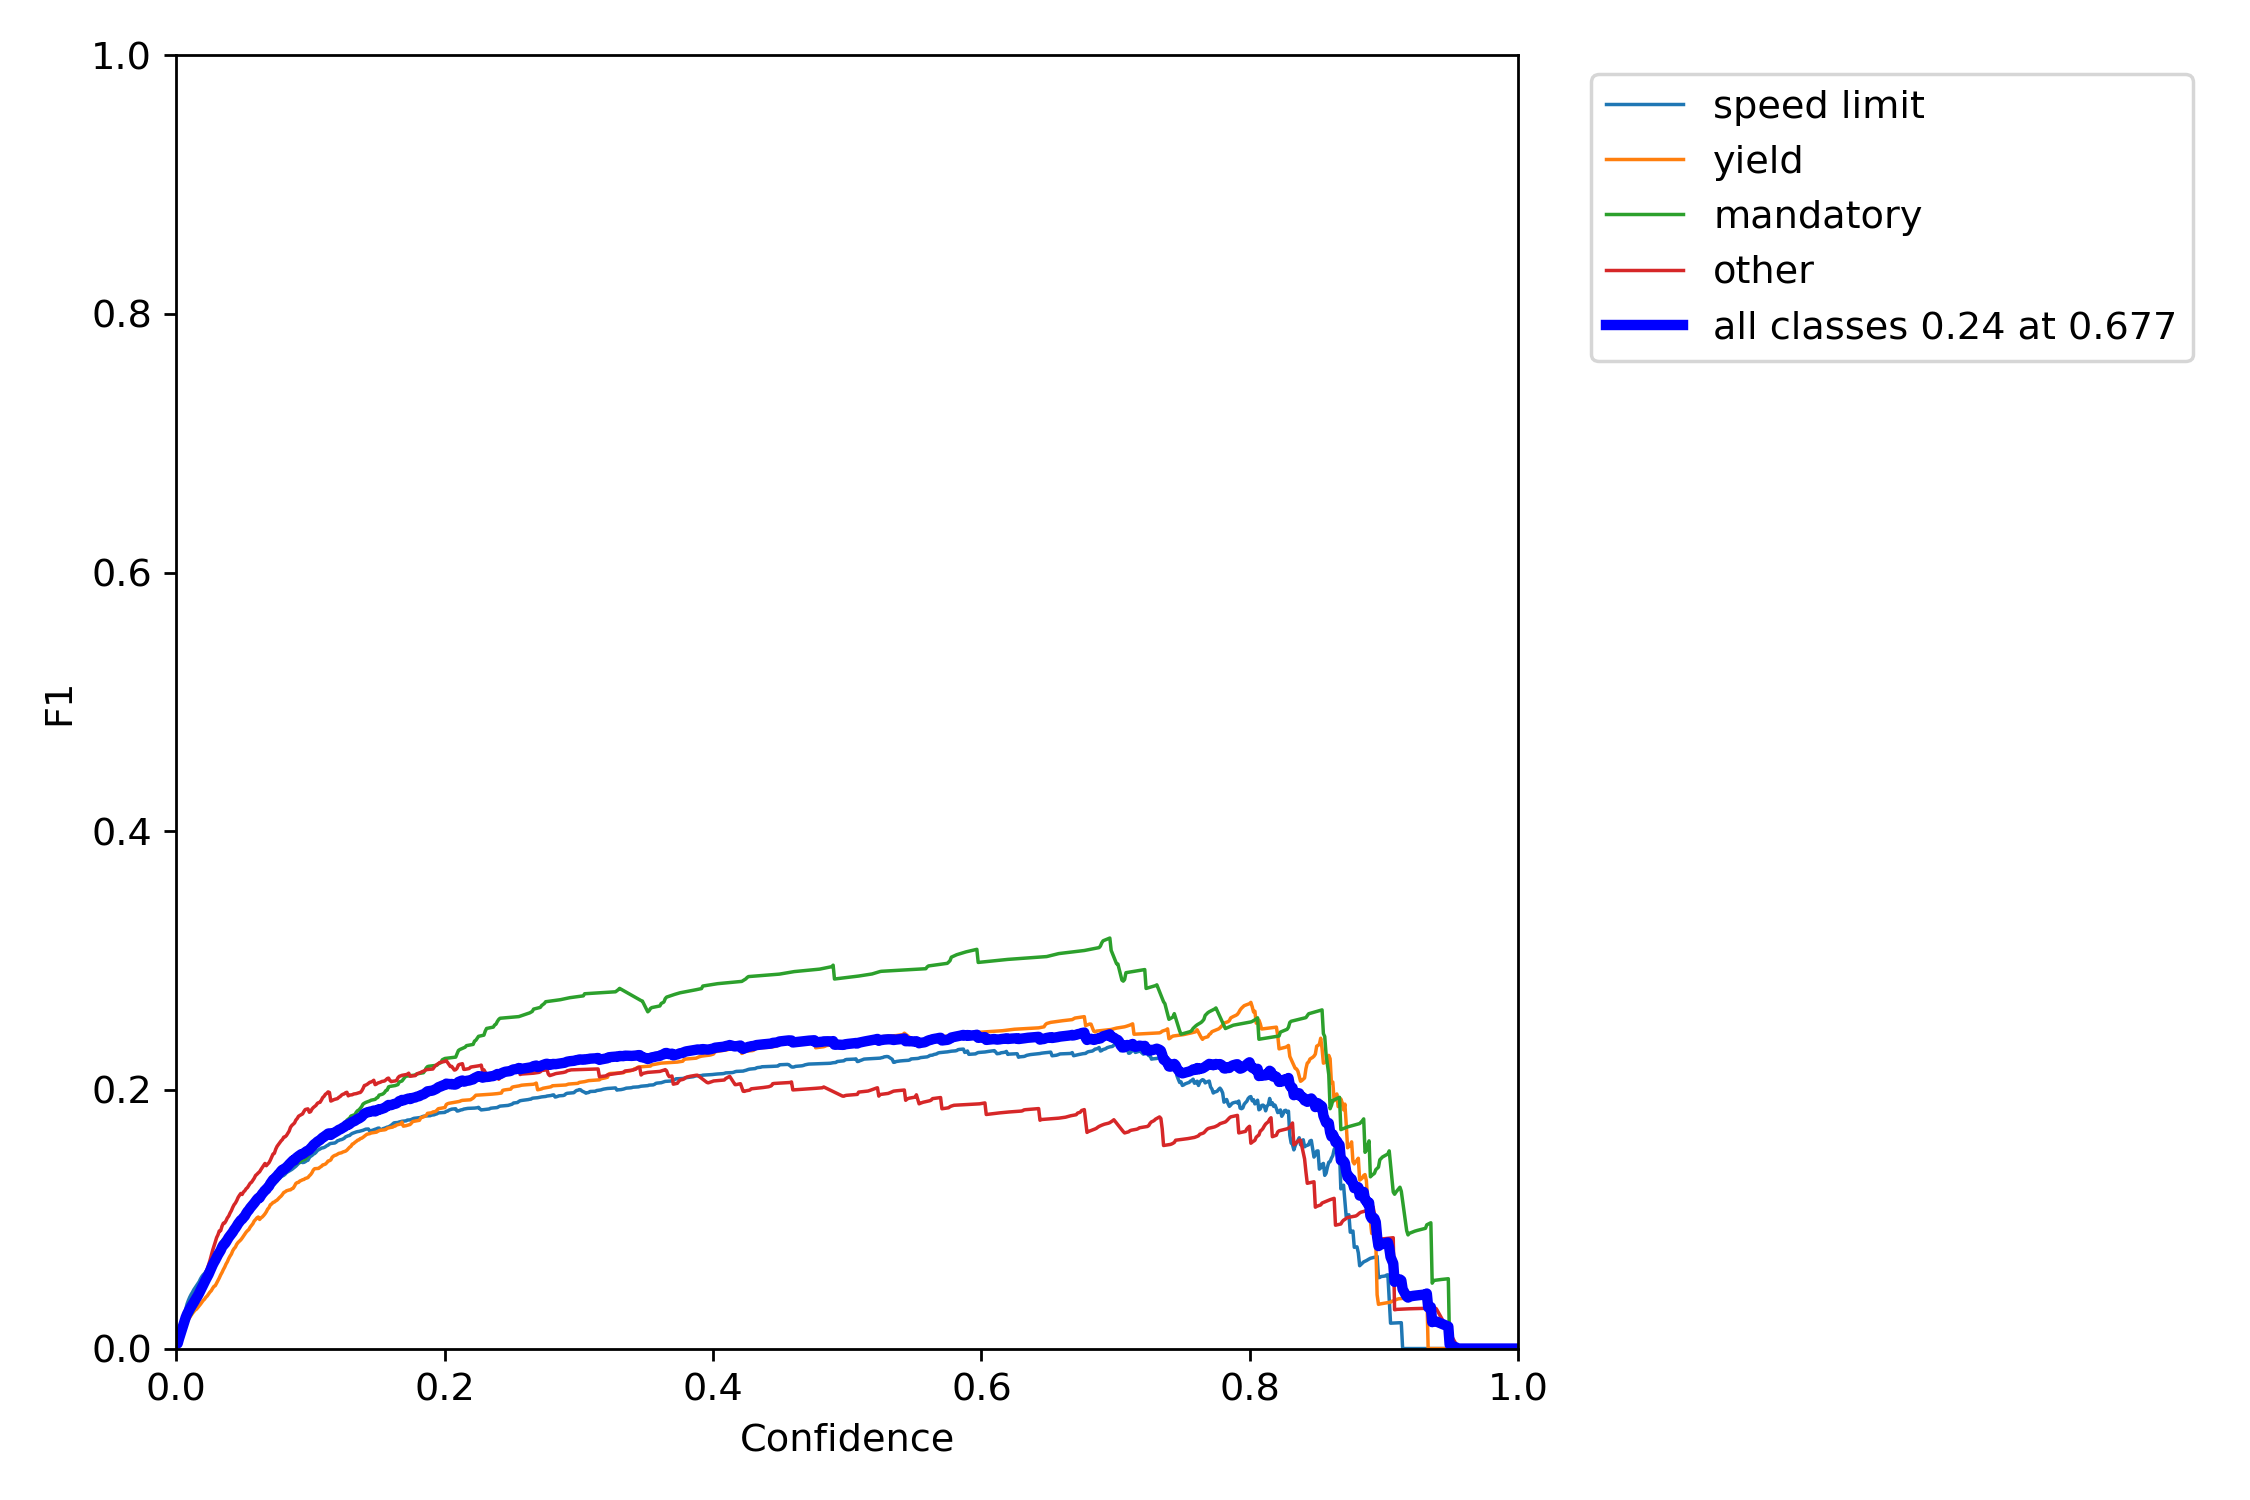 1.0
0.8
0.6
0.4
0.2
0.0
F1
0.0 0.2 0.4 0.6 0.8 1.0
Confidence
speed limit
yield
mandatory
other
all classes 0.24 at 0.677